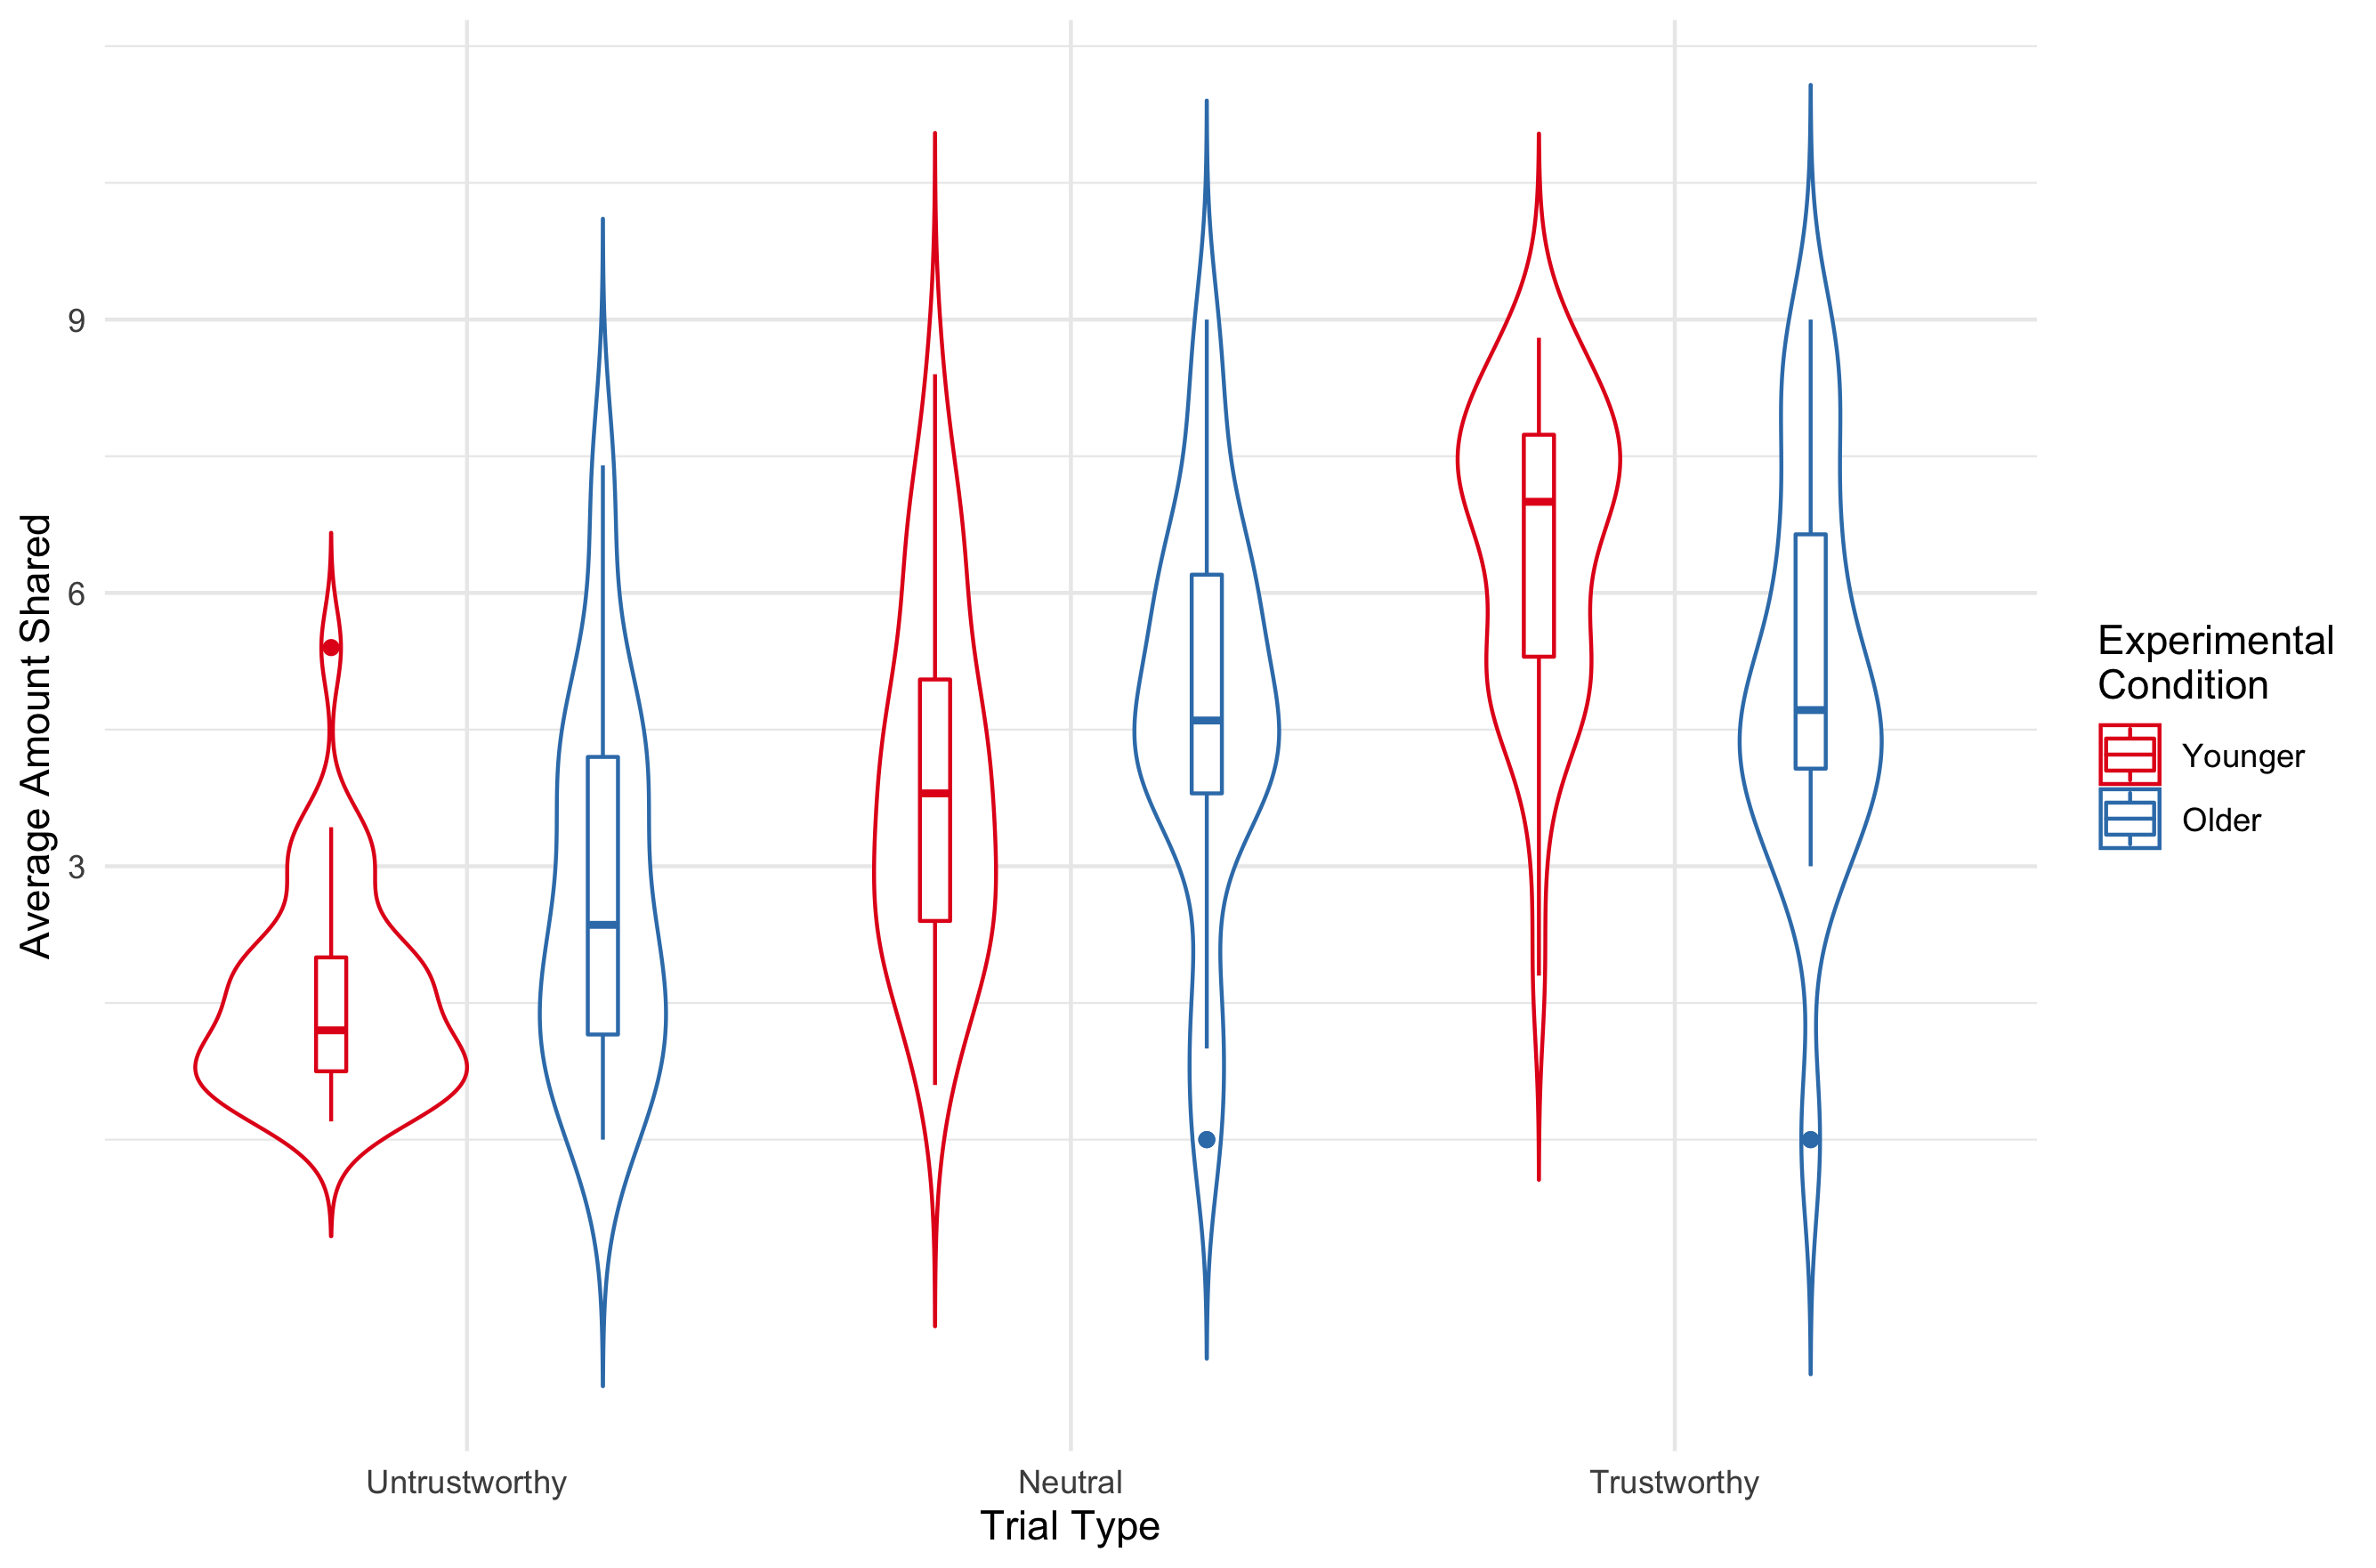 Average Amount Shared
9
6
3
Untrustworthy
Neutral
Trustworthy
Trial Type
Experimental
Condition
Younger
Older